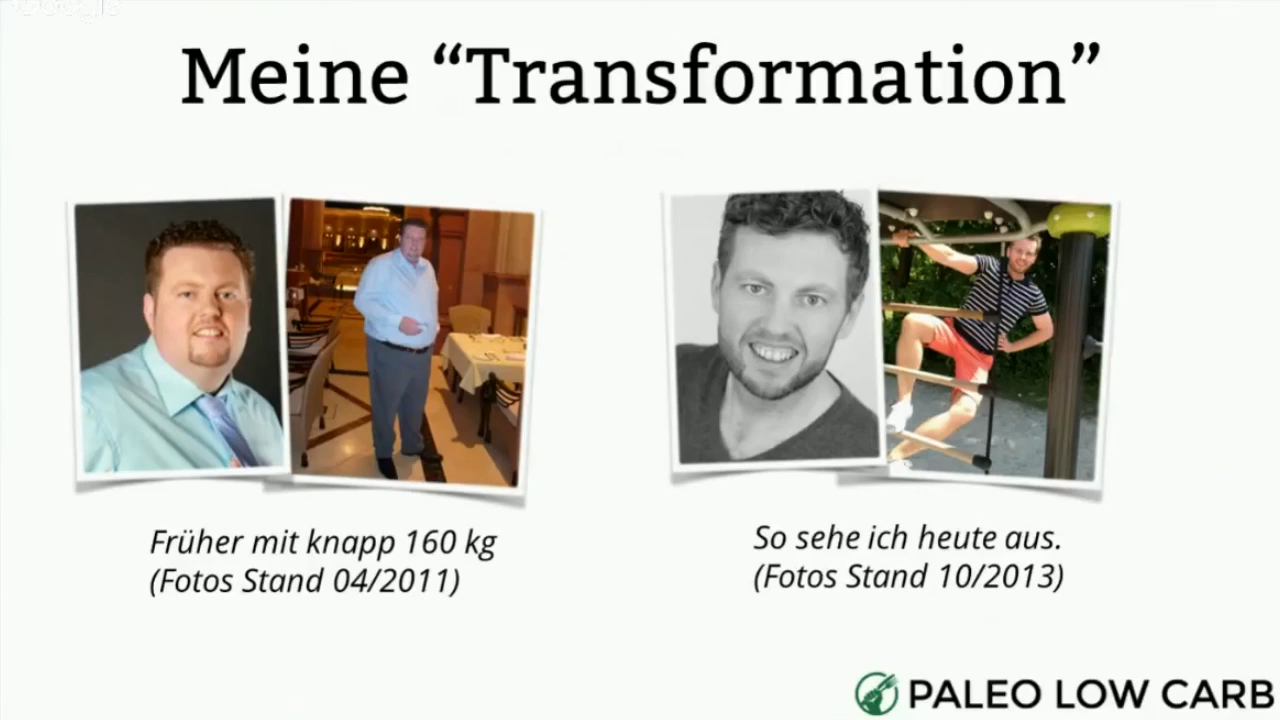 Google
Meine “Transformation”
Früher mit knapp 160 kg
(Fotos Stand 04/2011)
So sehe ich heute aus.
(Fotos Stand 10/2013)
PALEO LOW CARB